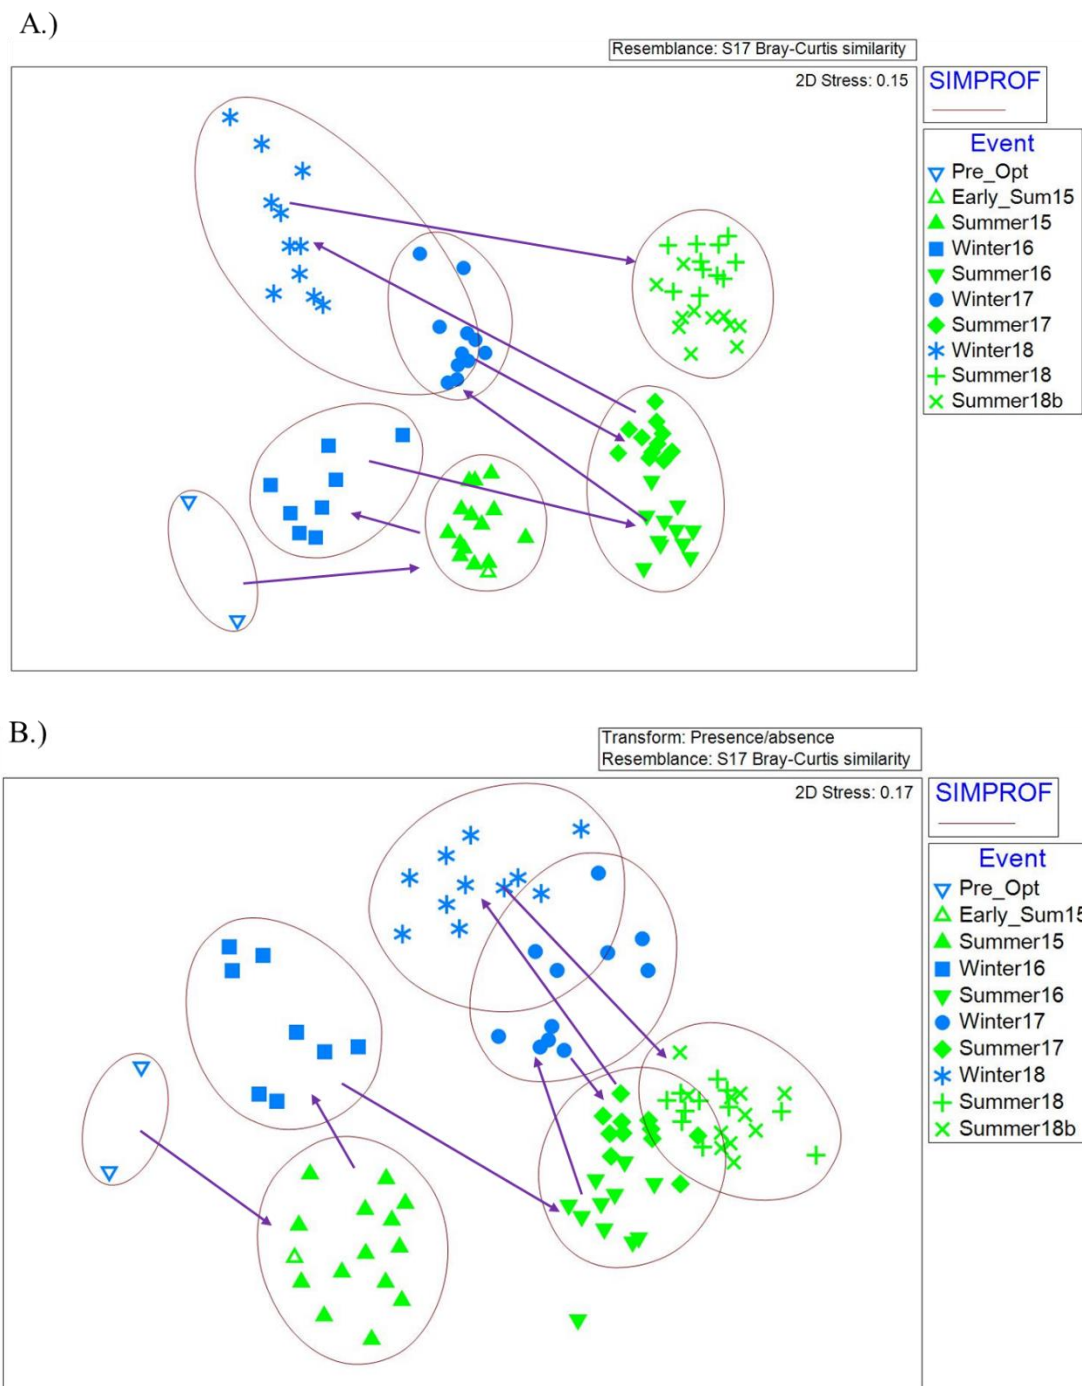 A.)
Resemblance: S17 Bray-Curtis similarity
2D Stress: 0.15
SIMPROF
Event
Pre_Opt
Early_Sum15
Summer15
Winter16
Summer16
Winter17
Summer17
Winter18
Summer18
Summer18b
B.)
Transform: Presence/absence
Resemblance: S17 Bray-Curtis similarity
2D Stress: 0.17
SIMPROF
Event
Pre_Opt
Early_Sum15
Summer15
Winter16
Summer16
Winter17
Summer17
Winter18
Summer18
Summer18b